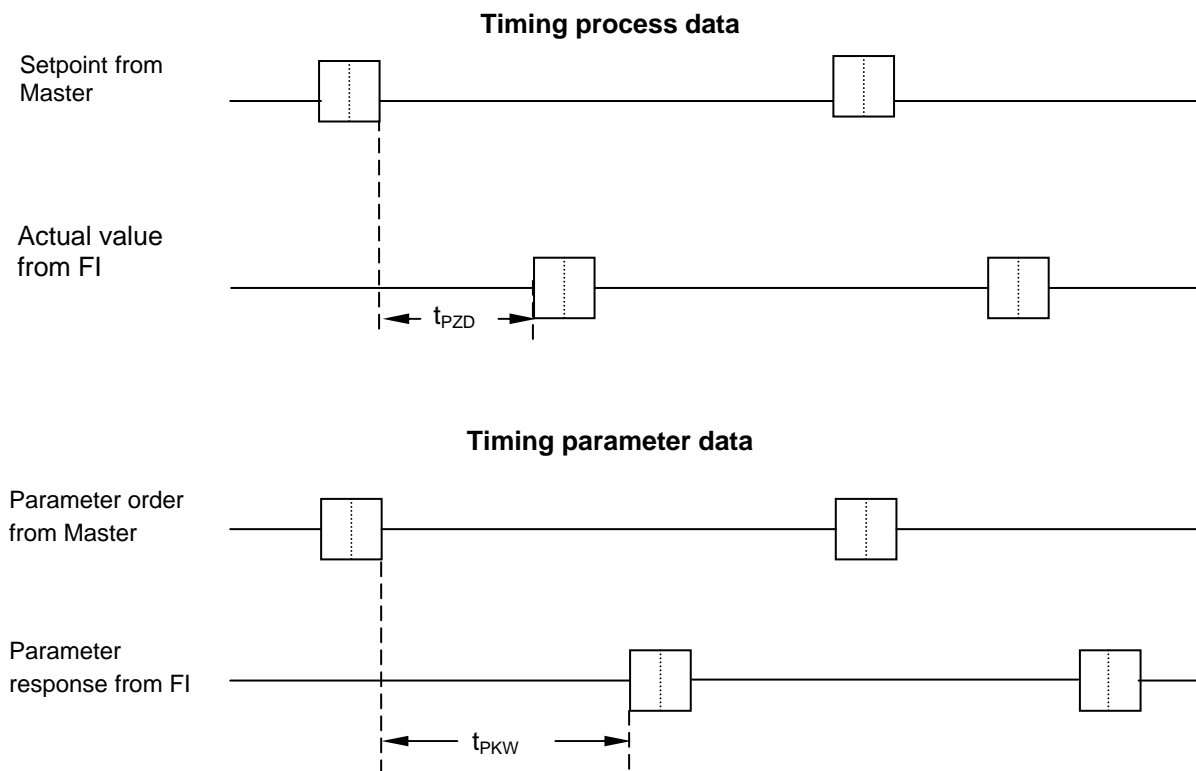 Timing process data
Setpoint from
Master
Actual value
from FI
tPZD
Timing parameter data
Parameter order
from Master
Parameter
response from FI
tPKW